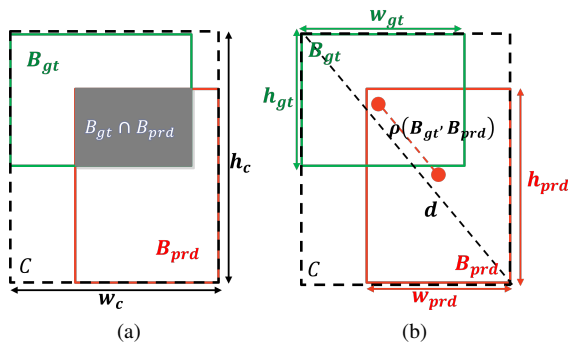 B_gt
B_gt ∩ B_prd
h_c
B_prd
C
w_c
(a)
w_gt
B_gt
h_gt
ρ(B_gt, B_prd)
h_prd
d
B_prd
C
w_prd
(b)